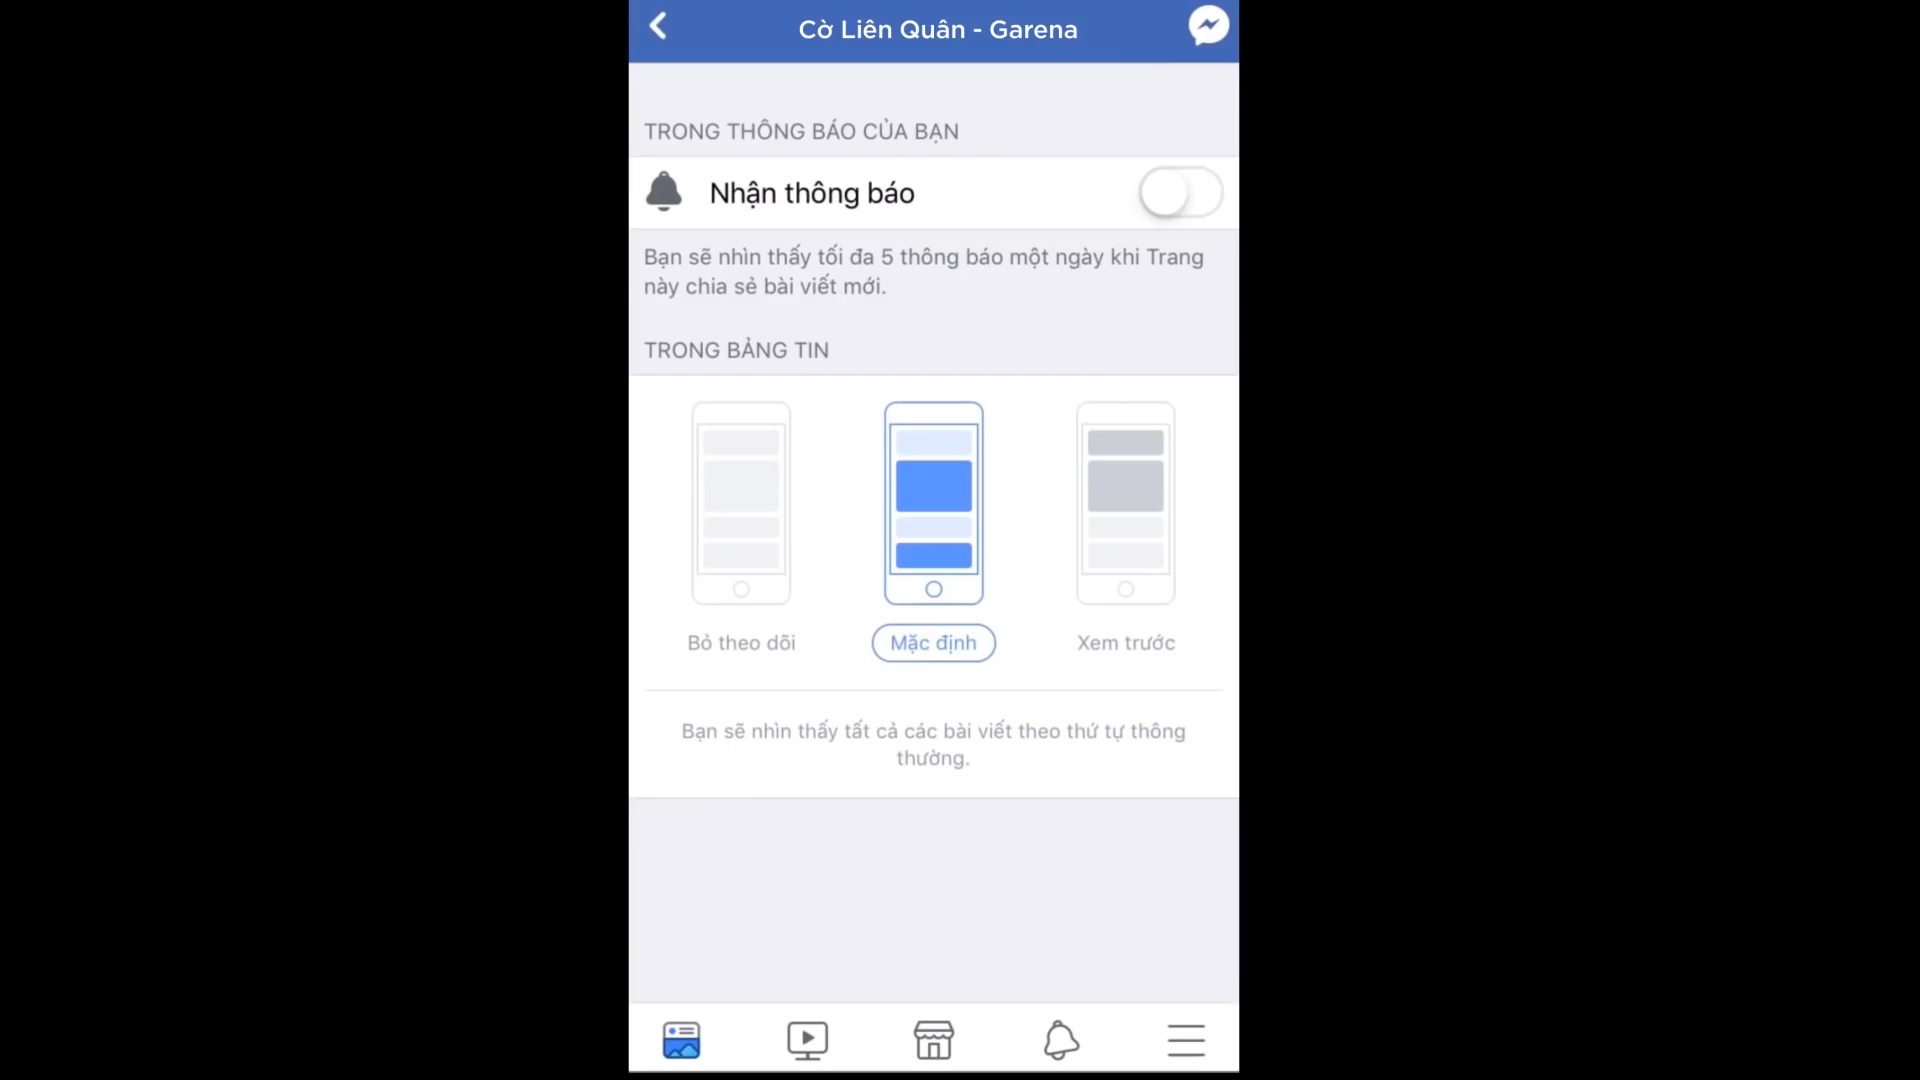 Cờ Liên Quân - Garena
TRONG THÔNG BÁO CỦA BẠN
Nhận thông báo
Bạn sẽ nhìn thấy tối đa 5 thông báo một ngày khi Trang
này chia sẻ bài viết mới.
TRONG BẢNG TIN
Bỏ theo dõi
Mặc định
Xem trước
Bạn sẽ nhìn thấy tất cả các bài viết theo thứ tự thông
thường.